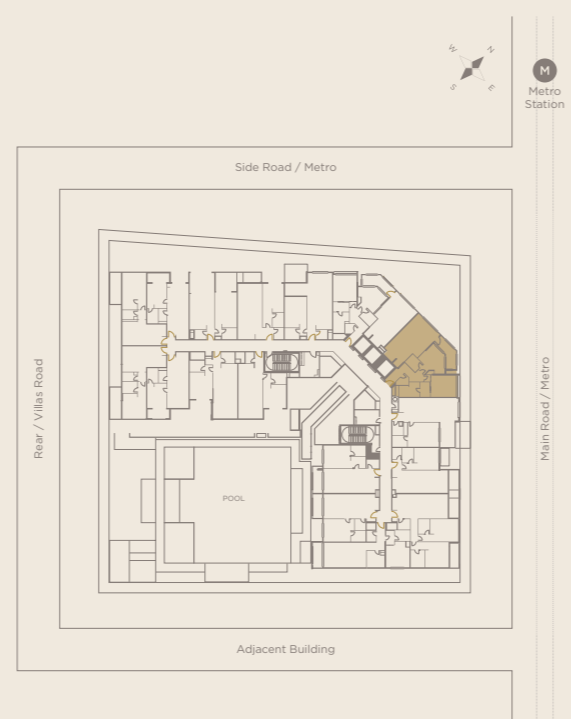 W
N
S
E
M
Metro
Station
Side Road / Metro
Rear / Villas Road
Main Road / Metro
POOL
Adjacent Building